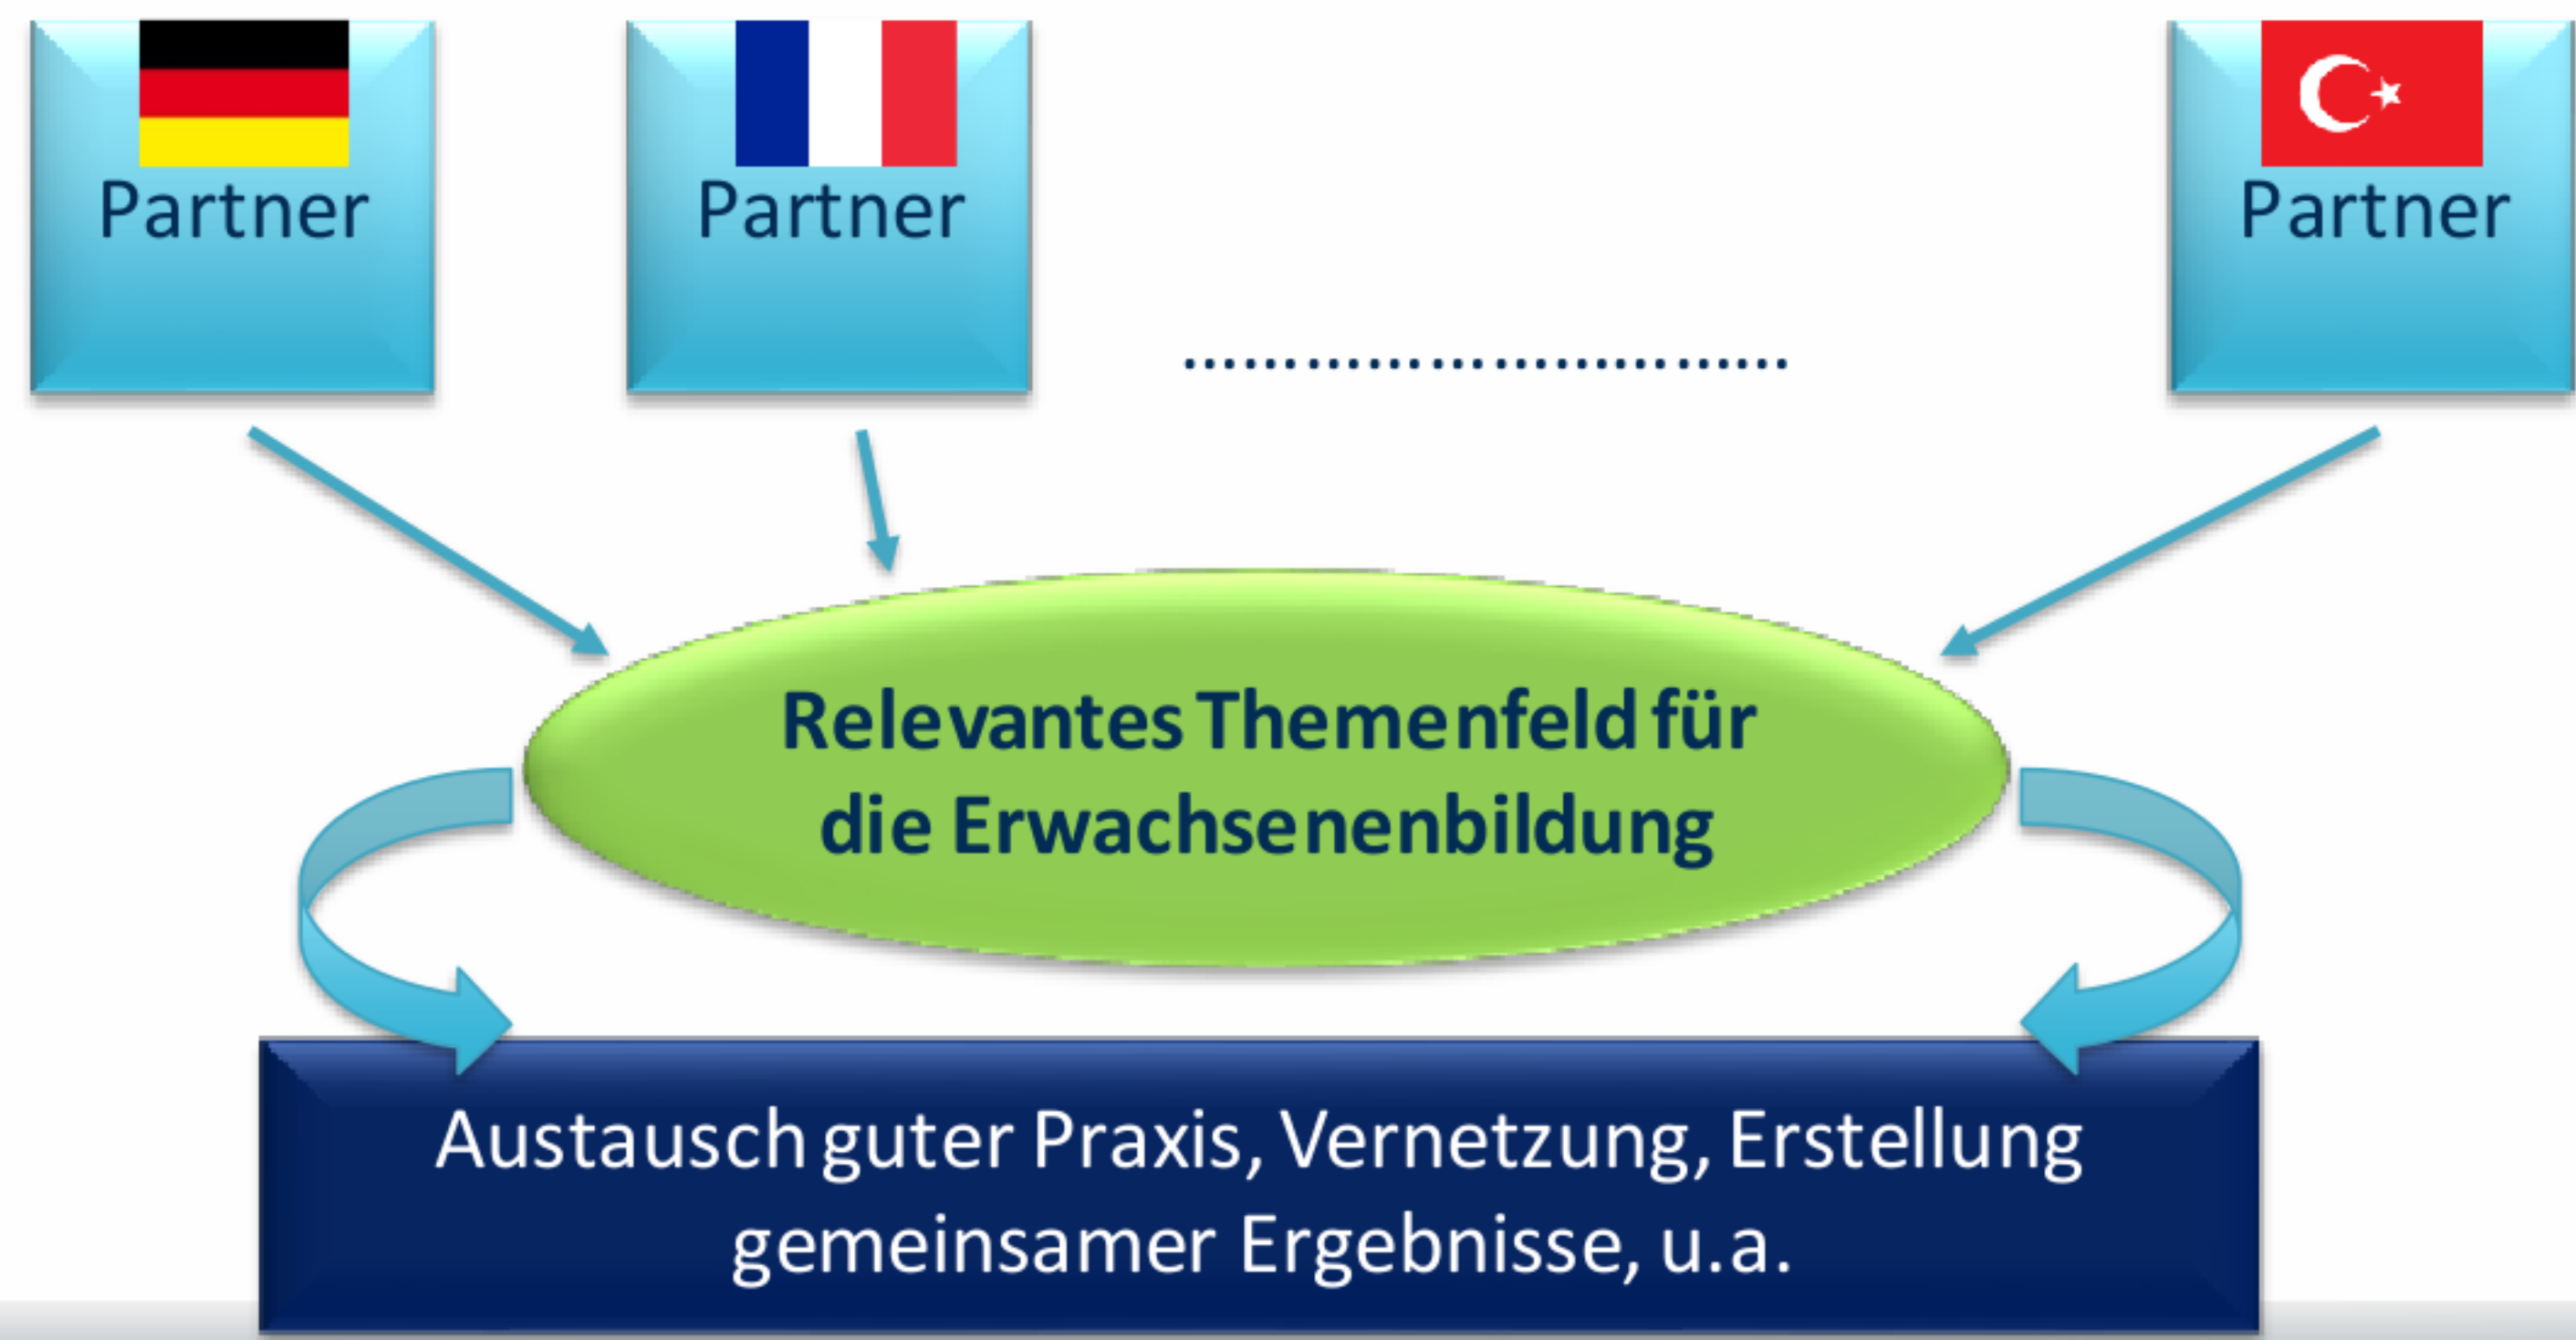 Partner
Partner
Partner
Relevantes Themenfeld für
die Erwachsenenbildung
Austausch guter Praxis, Vernetzung, Erstellung
gemeinsamer Ergebnisse, u.a.